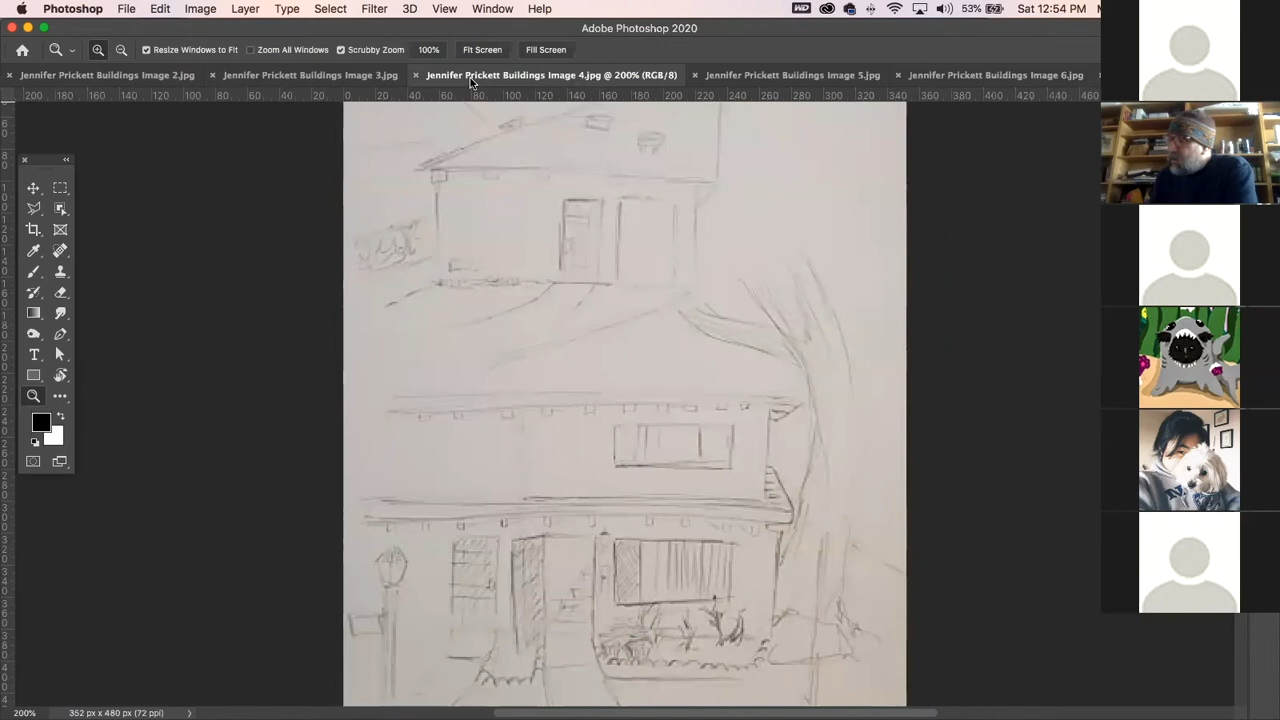 Photoshop File Edit Image Layer Type Select Filter 3D View Window Help 53% Sat 12:54 PM
Adobe Photoshop 2020
Resize Windows to Fit Zoom All Windows Scrubby Zoom 100% Fit Screen Fill Screen
Jennifer Prickett Buildings Image 2.jpg Jennifer Prickett Buildings Image 3.jpg Jennifer Prickett Buildings Image 4.jpg @ 200% (RGB/8) Jennifer Prickett Buildings Image 5.jpg Jennifer Prickett Buildings Image 6.jpg
200 180 160 140 120 100 80 60 40 20 0 20 40 60 80 100 120 140 160 180 200 220 240 260 280 300 320 340 360 380 400 420 440 460
200% 352 px x 480 px (72 ppi)